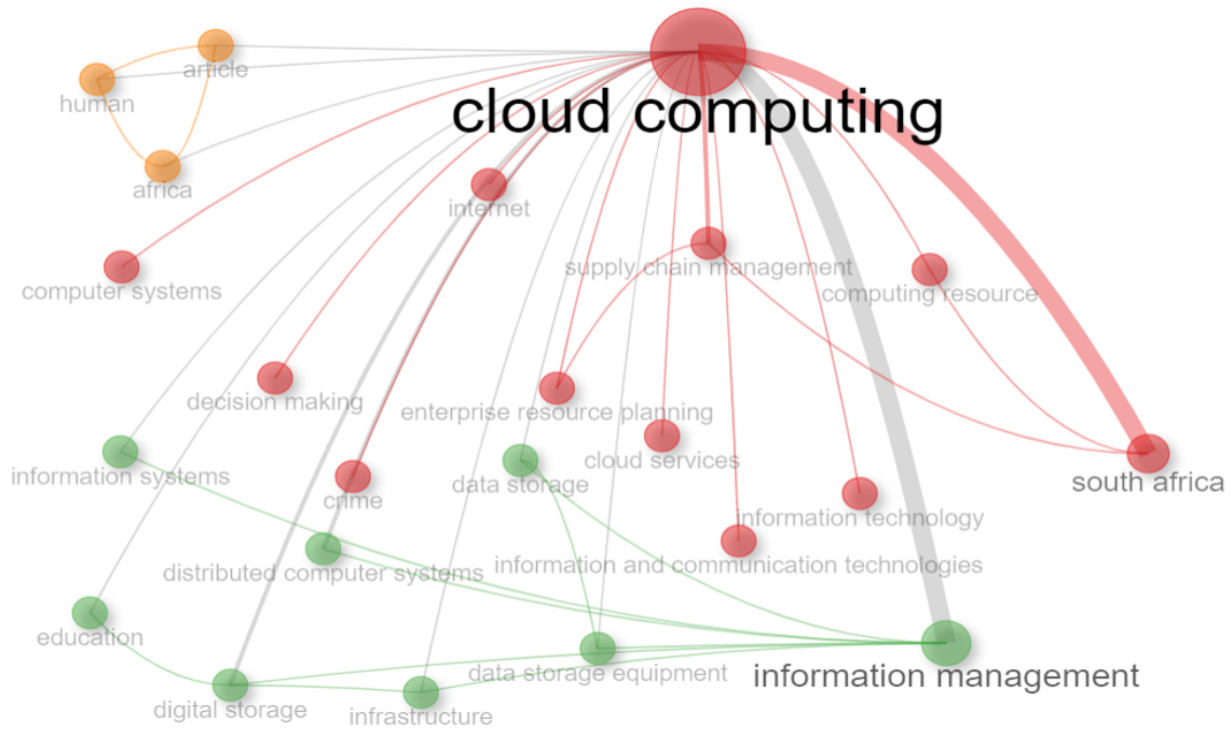 article
human
cloud computing
africa
internet
supply chain management
computer systems
computing resource
decision making
enterprise resource planning
information systems
cloud services
data storage
south africa
crime
information technology
information and communication technologies
distributed computer systems
education
data storage equipment
information management
digital storage
infrastructure